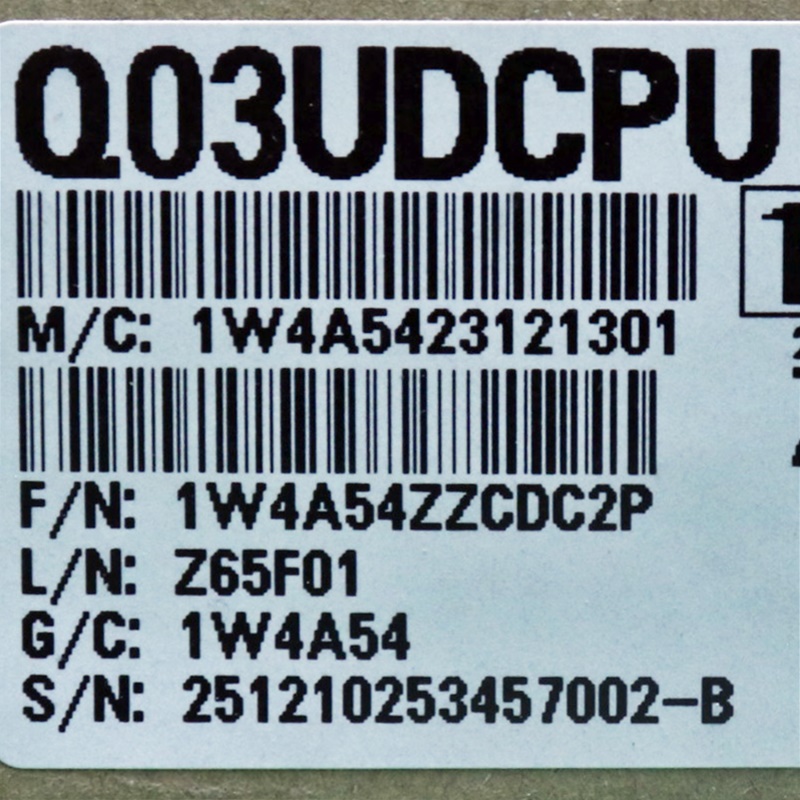 Q03UDCPU
M/C: 1W4A5423121301
F/N: 1W4A54ZZCDC2P
L/N: Z65F01
G/C: 1W4A54
S/N: 251210253457002-B